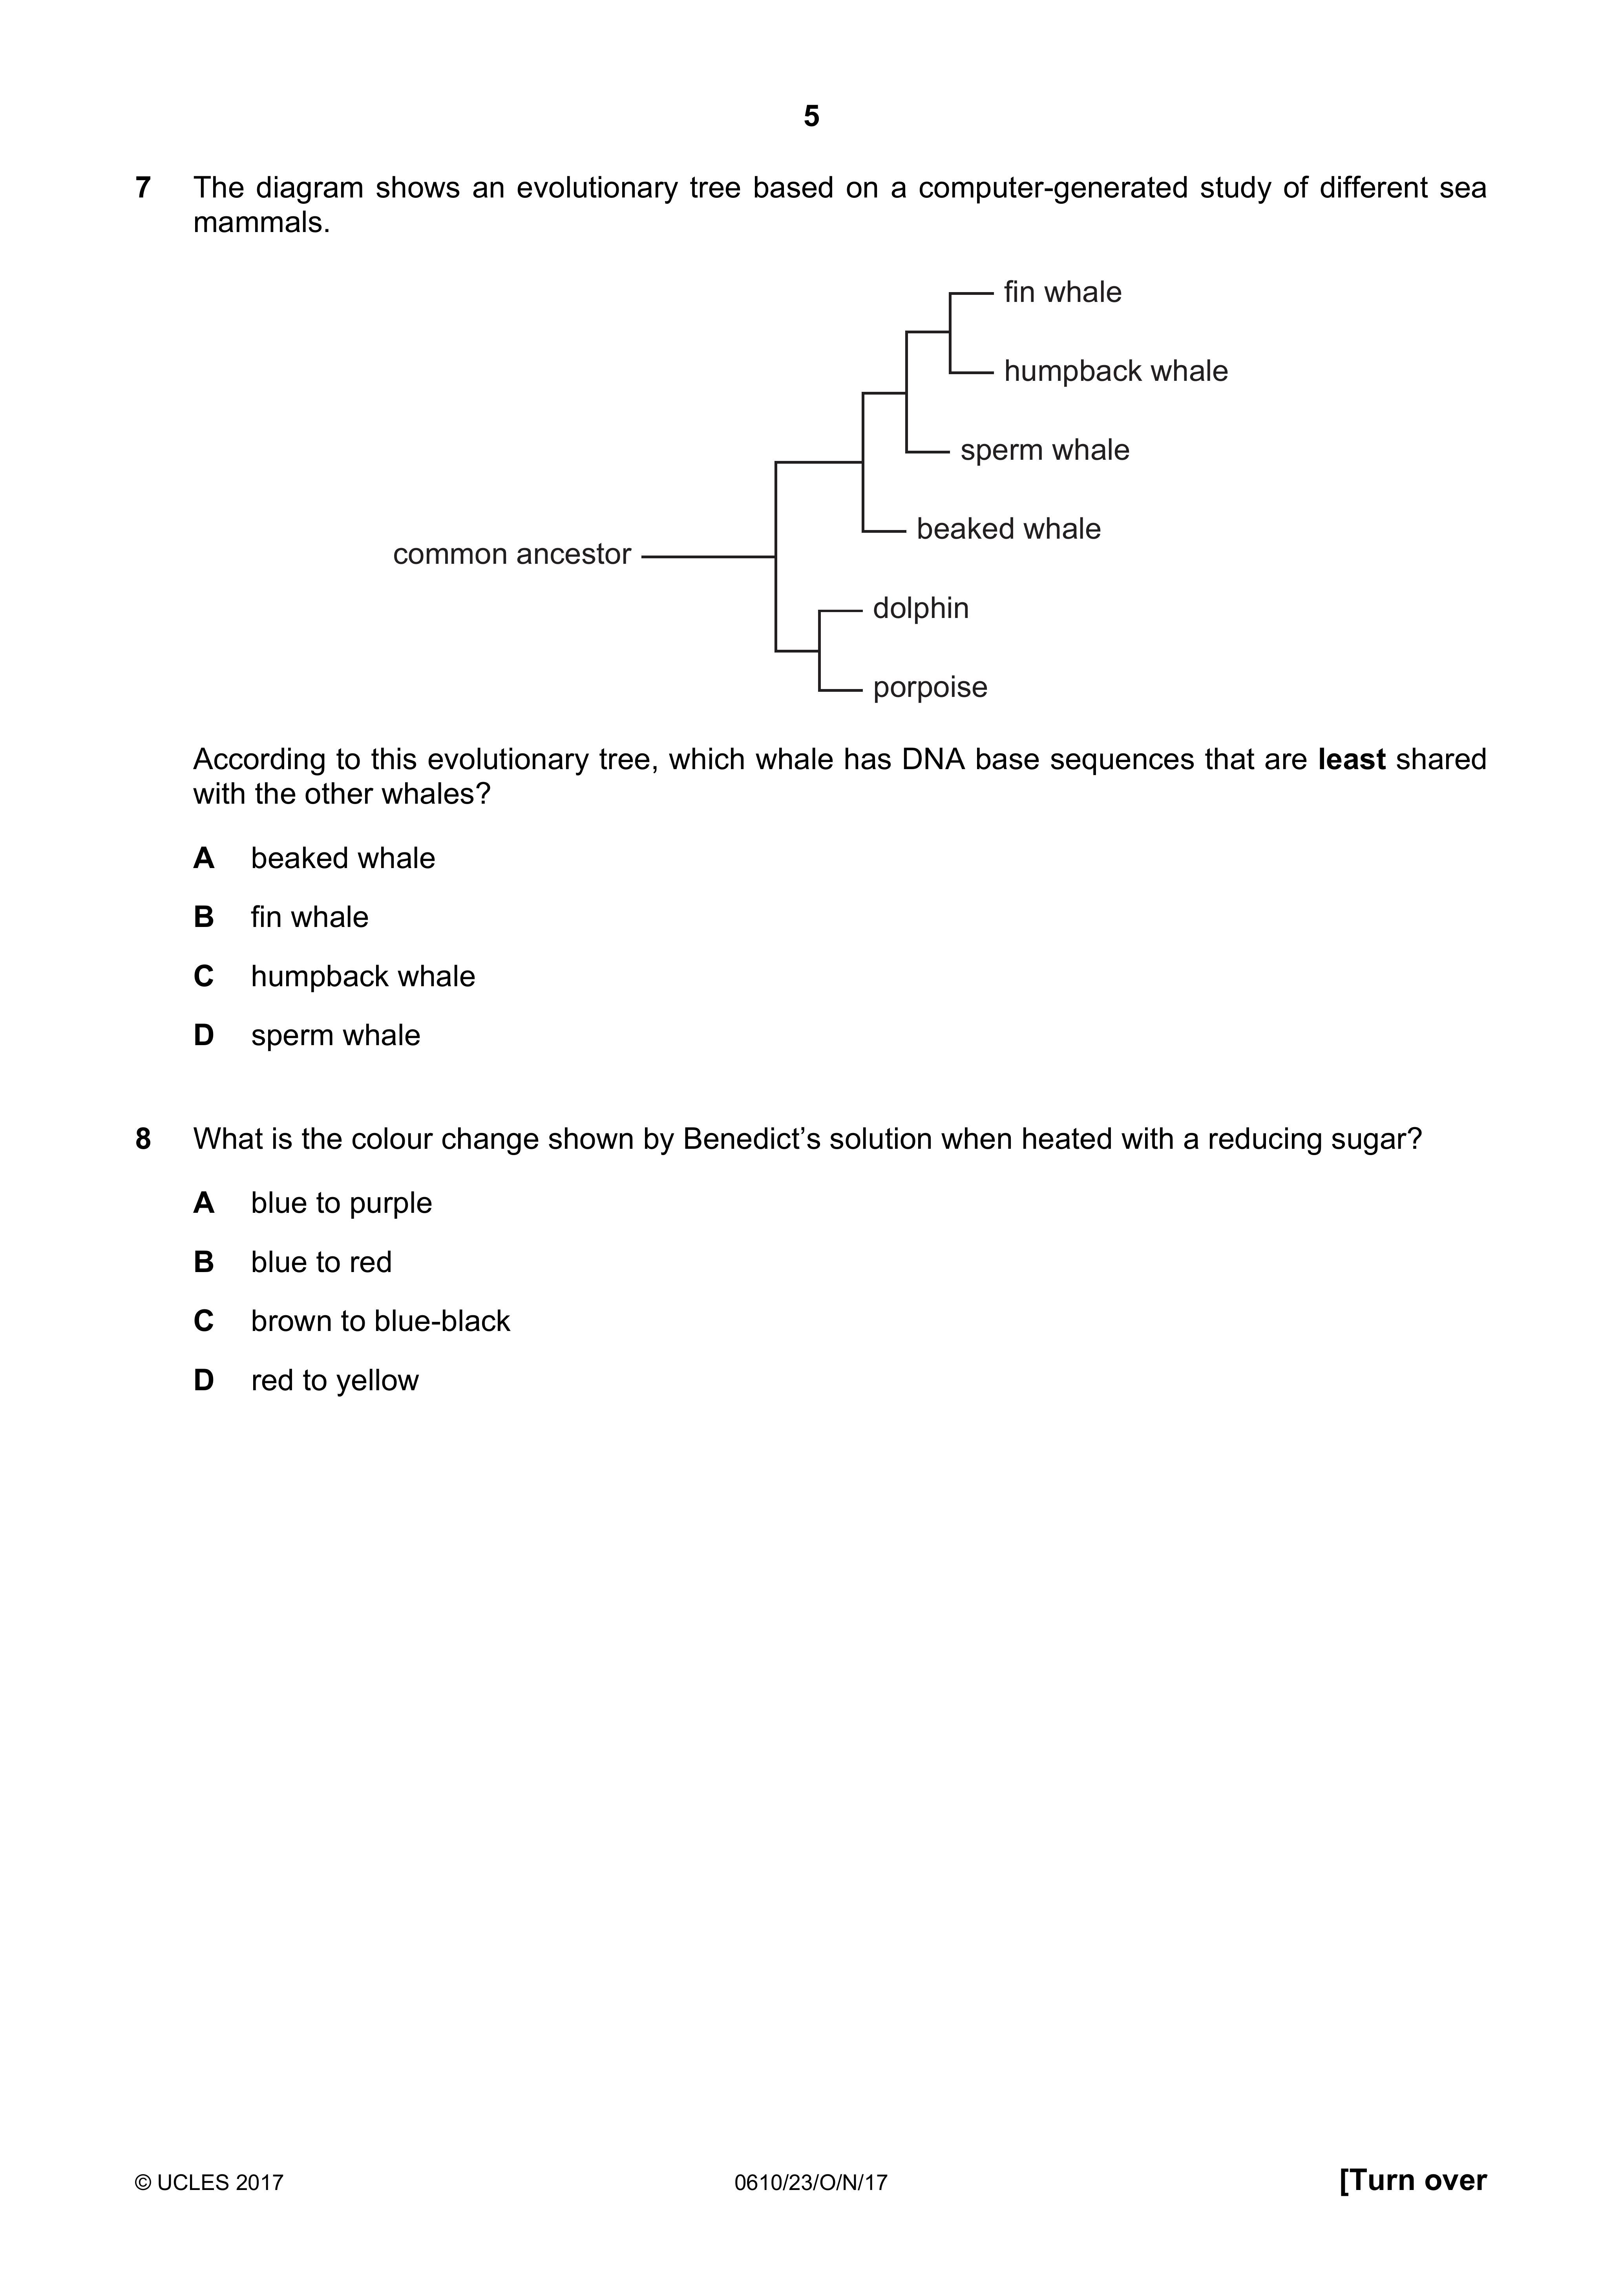 5
7 The diagram shows an evolutionary tree based on a computer-generated study of different sea
mammals.
fin whale
humpback whale
sperm whale
beaked whale
common ancestor
dolphin
porpoise
According to this evolutionary tree, which whale has DNA base sequences that are least shared
with the other whales?
A beaked whale
B fin whale
C humpback whale
D sperm whale
8 What is the colour change shown by Benedict’s solution when heated with a reducing sugar?
A blue to purple
B blue to red
C brown to blue-black
D red to yellow
© UCLES 2017 0610/23/O/N/17 [Turn over